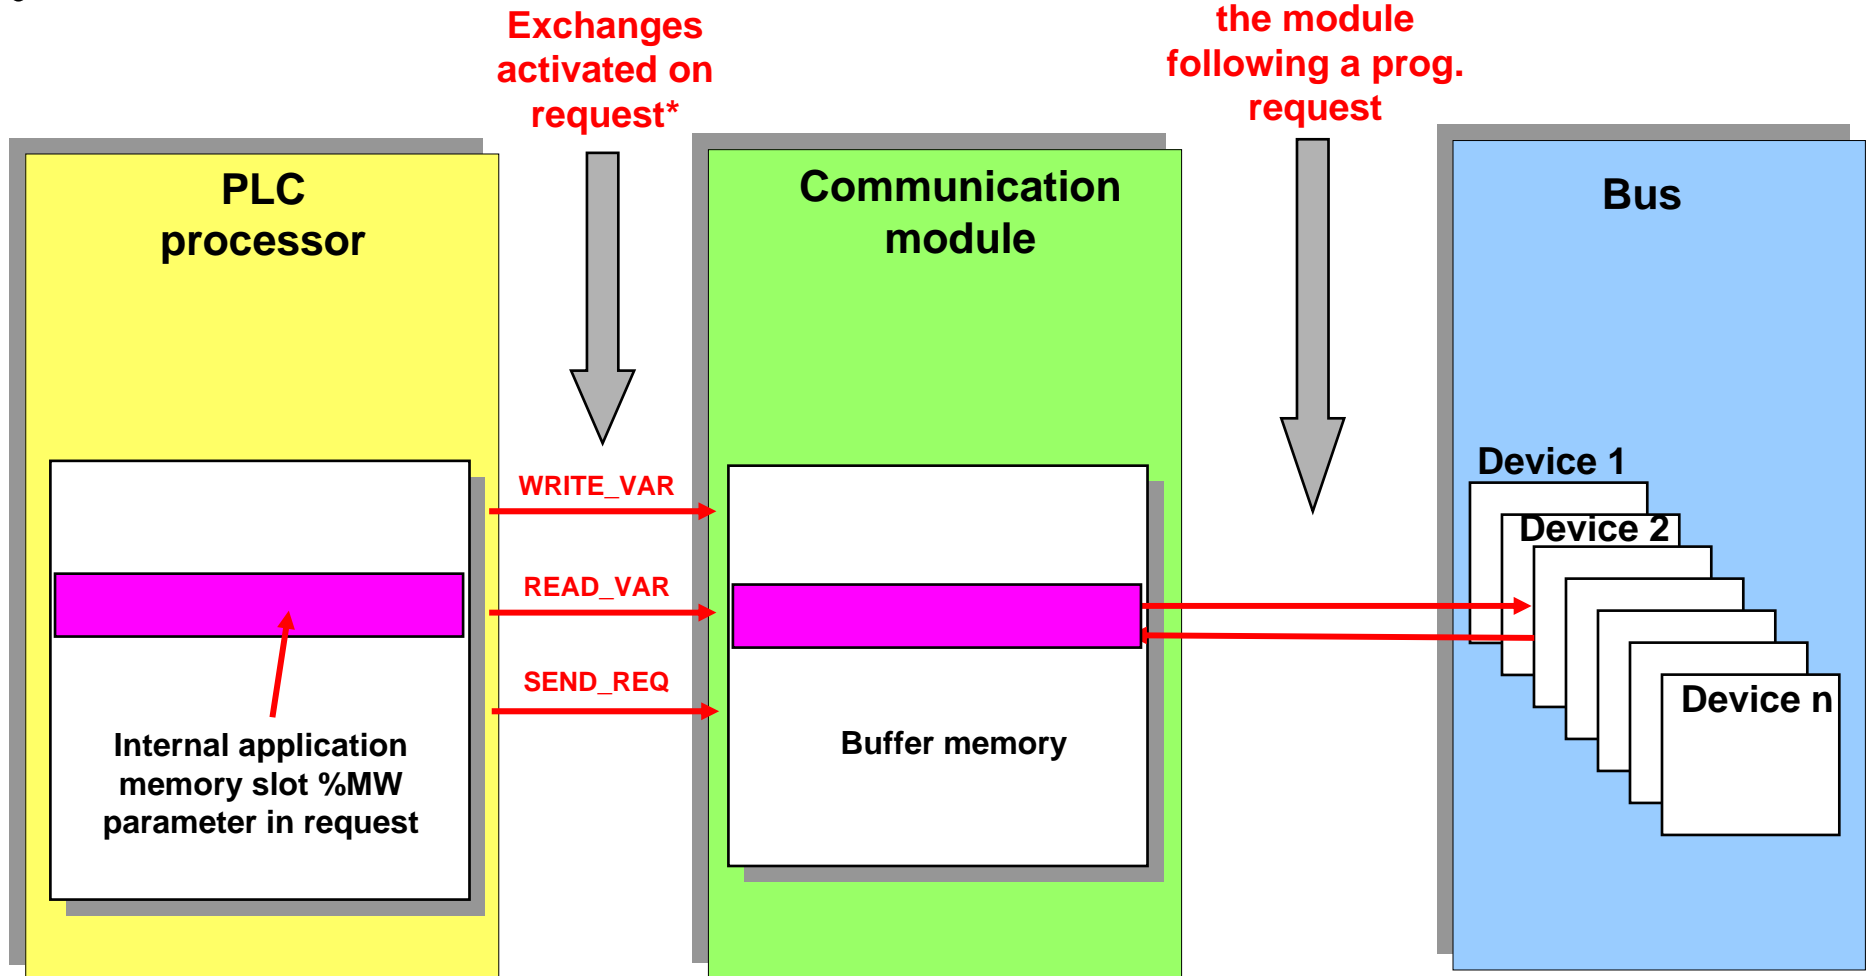 Exchanges
activated on
request*
the module
following a prog.
request
PLC
processor
Communication
module
Bus
WRITE_VAR
READ_VAR
SEND_REQ
Internal application
memory slot %MW
parameter in request
Buffer memory
Device 1
Device 2
Device n